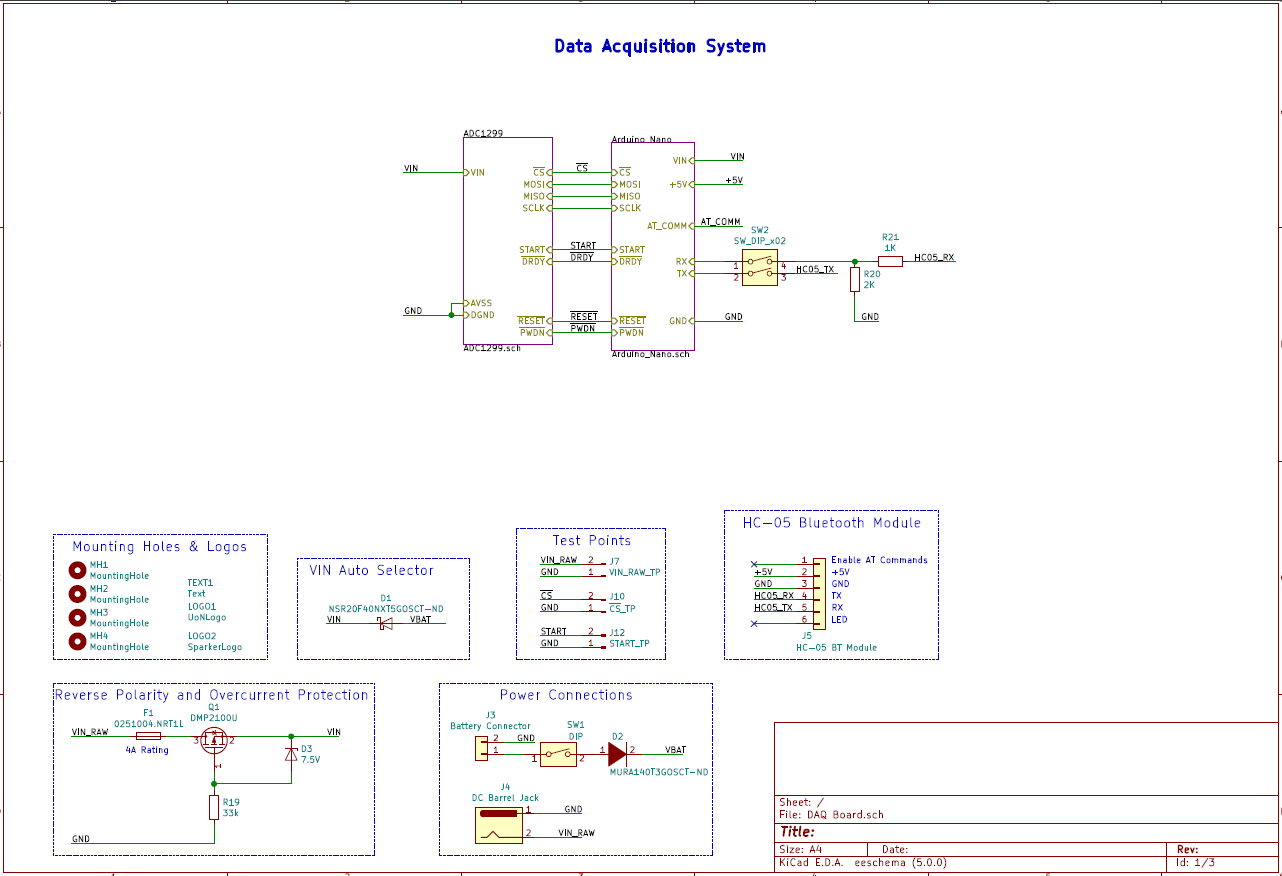 Data Acquisition System
ADC1299
VIN
VIN
CS
MOSI
MISO
SCLK
START
DRDY
AVSS
DGND
GND
RESET
PWDN
ADC1299.sch
CS
START
DRDY
RESET
PWDN
Arduino Nano
CS
MOSI
MISO
SCLK
START
DRDY
RESET
PWDN
VIN
+5V
AT_COMM
RX
TX
GND
Arduino_Nano.sch
VIN
+5V
AT_COMM
GND
SW2
SW_DIP_x02
1
2
4
3
HC05_TX
R21
1K
HC05_RX
R20
2K
GND
Mounting Holes & Logos
MH1
MountingHole
MH2
MountingHole
MH3
MountingHole
MH4
MountingHole
TEXT1
Text
LOGO1
UoNLogo
LOGO2
SparkerLogo
VIN Auto Selector
D1
NSR20F40NXT5GOSCT-ND
VIN
VBAT
Test Points
VIN_RAW 2 J7
GND 1 VIN_RAW_TP
CS 2 J10
GND 1 CS_TP
START 2 J12
GND 1 START_TP
HC-05 Bluetooth Module
1 Enable AT Commands
+5V 2 +5V
GND 3 GND
HC05_RX 4 TX
HC05_TX 5 RX
6 LED
J5
HC-05 BT Module
Reverse Polarity and Overcurrent Protection
F1
0251004.NRT1L
VIN_RAW
4A Rating
Q1
DMP2100U
3
2
1
VIN
D3
7.5V
R19
33k
GND
Power Connections
J3
Battery Connector
2
1
GND
SW1
DIP
1
2
D2
1
2
VBAT
MURA140T3GOSCT-ND
J4
DC Barrel Jack
1
GND
2
VIN_RAW
Sheet: /
File: DAQ Board.sch
Title:
Size: A4
Date:
Rev:
KiCad E.D.A. eeschema (5.0.0)
Id: 1/3